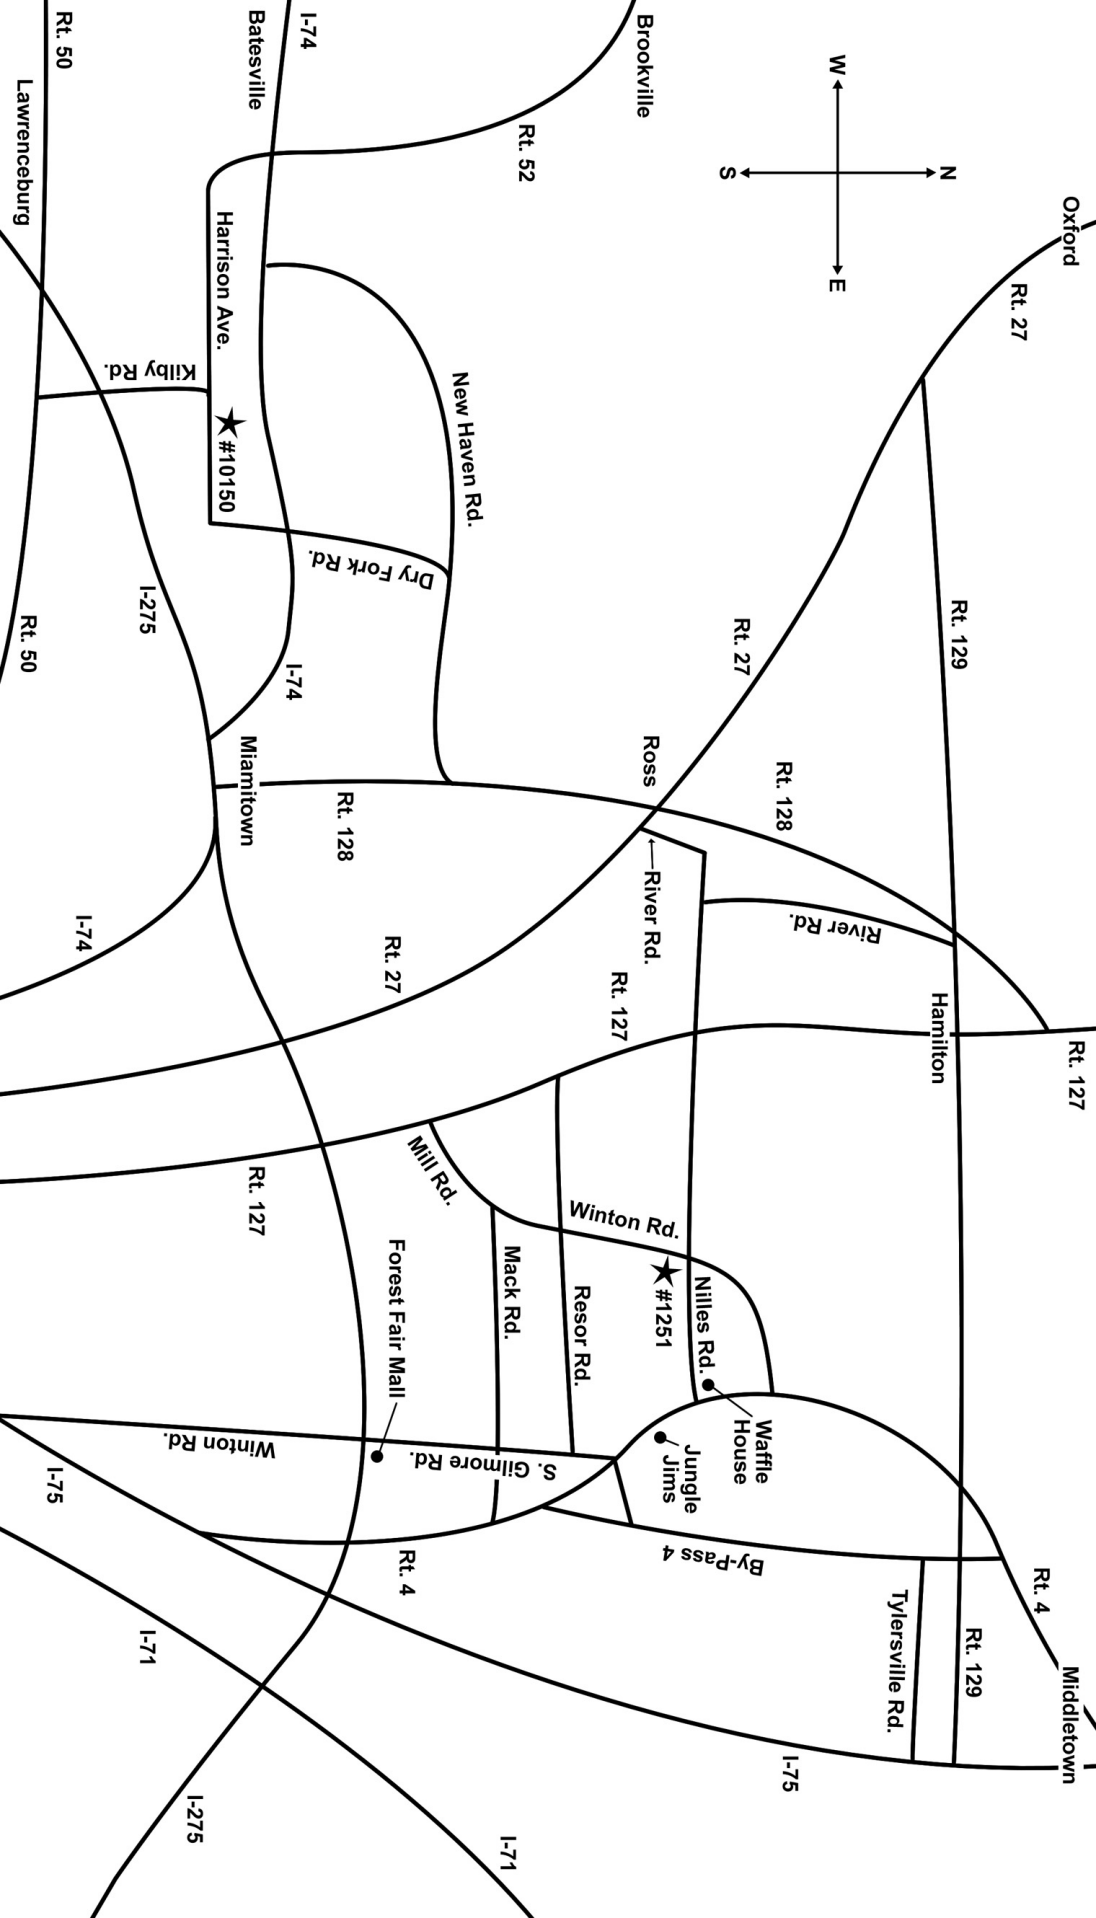 Oxford
Rt. 27
Rt. 129
Hamilton
Rt. 127
Rt. 4
Middletown
Rt. 129
Tylersville Rd.
W
N
S
E
Brookville
Rt. 52
Rt. 27
Ross
Rt. 128
River Rd.
River Rd.
Rt. 127
Winton Rd.
Nilles Rd.
#1251
Waffle
House
Jungle
Jims
By-Pass 4
I-75
I-74
Batesville
Harrison Ave.
New Haven Rd.
#10150
Dry Fork Rd.
Kilby Rd.
I-74
Miamitown
Rt. 128
Rt. 27
Mill Rd.
Mack Rd.
Resor Rd.
Forest Fair Mall
S. Gilmore Rd.
Rt. 4
I-71
Rt. 50
Lawrenceburg
I-275
Rt. 50
I-74
Rt. 127
Winton Rd.
I-75
I-71
I-275